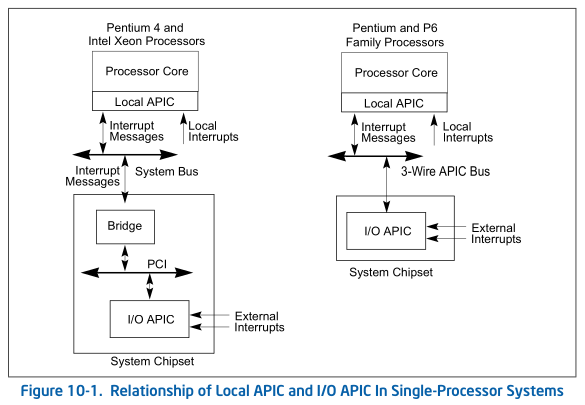 Pentium 4 and
Intel Xeon Processors
Processor Core
Local APIC
Interrupt
Messages
Local
Interrupts
Interrupt
Messages
System Bus
Bridge
PCI
I/O APIC
External
Interrupts
System Chipset
Pentium and P6
Family Processors
Processor Core
Local APIC
Interrupt
Messages
Local
Interrupts
3-Wire APIC Bus
I/O APIC
External
Interrupts
System Chipset
Figure 10-1. Relationship of Local APIC and I/O APIC In Single-Processor Systems